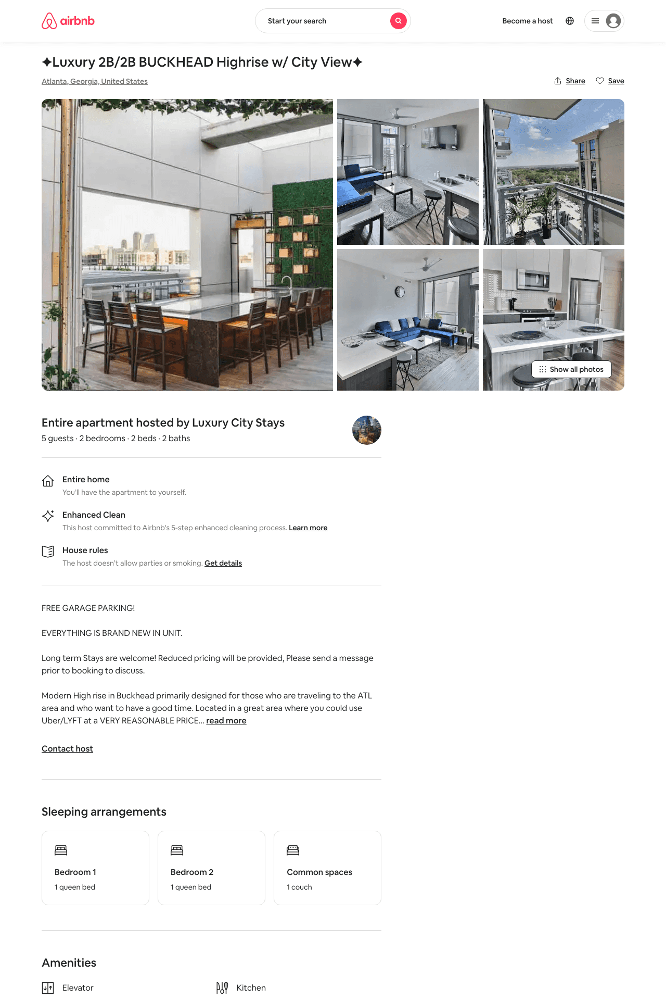 airbnb
Start your search
Become a host
✦Luxury 2B/2B BUCKHEAD Highrise w/ City View✦
Atlanta, Georgia, United States
Share
Save
Show all photos
Entire apartment hosted by Luxury City Stays
5 guests · 2 bedrooms · 2 beds · 2 baths
Entire home
You’ll have the apartment to yourself.
Enhanced Clean
This host committed to Airbnb's 5-step enhanced cleaning process. Learn more
House rules
The host doesn’t allow parties or smoking. Get details
FREE GARAGE PARKING!
EVERYTHING IS BRAND NEW IN UNIT.
Long term Stays are welcome! Reduced pricing will be provided, Please send a message
prior to booking to discuss.
Modern High rise in Buckhead primarily designed for those who are traveling to the ATL
area and who want to have a good time. Located in a great area where you could use
Uber/LYFT at a VERY REASONABLE PRICE... read more
Contact host
Sleeping arrangements
Bedroom 1
1 queen bed
Bedroom 2
1 queen bed
Common spaces
1 couch
Amenities
Elevator
Kitchen